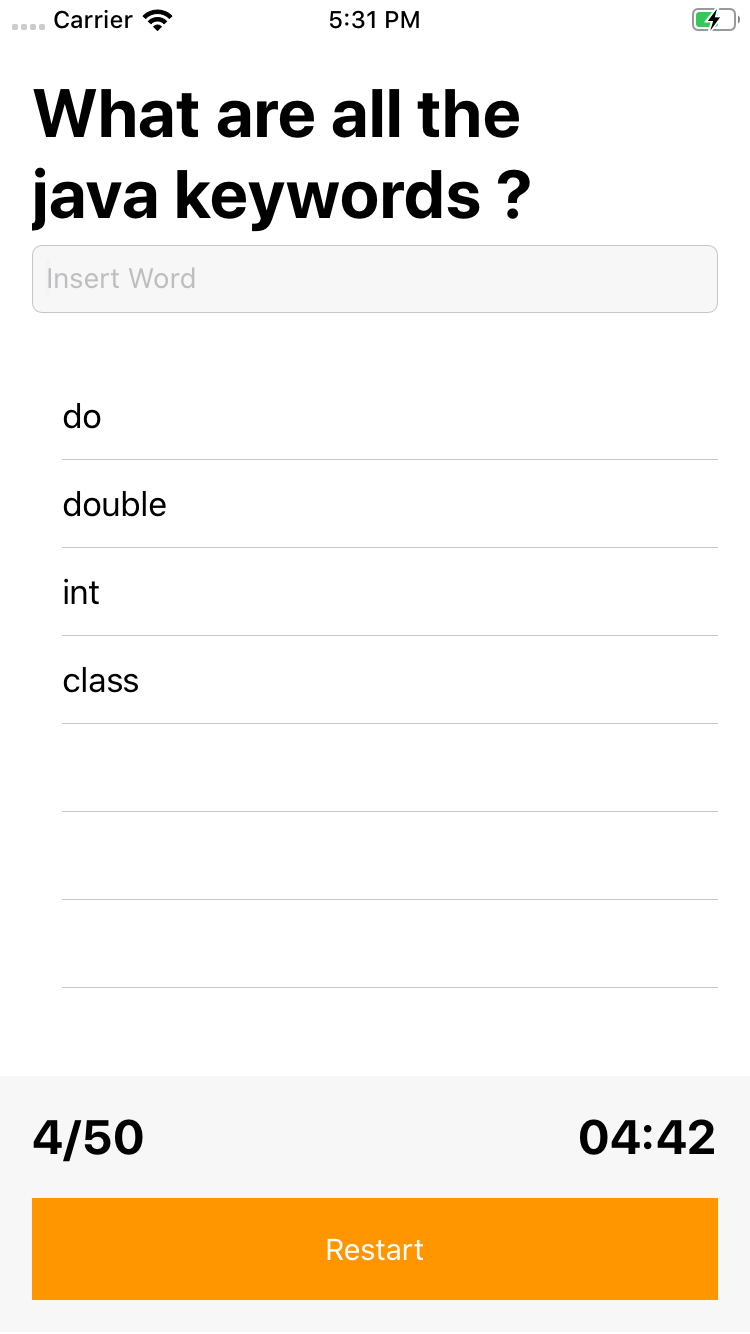 Carrier 5:31 PM
What are all the
java keywords ?
Insert Word
do
double
int
class
4/50 04:42
Restart